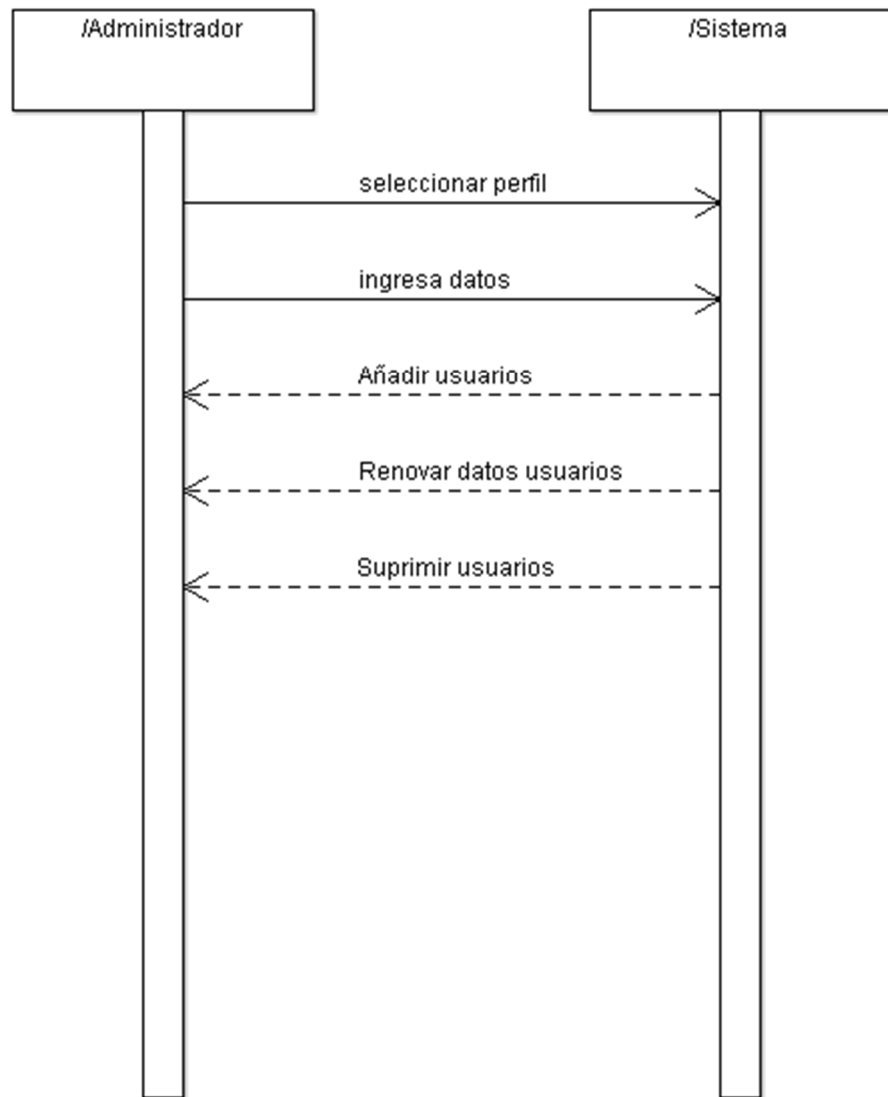 /Administrador
/Sistema
seleccionar perfil
ingresa datos
Añadir usuarios
Renovar datos usuarios
Suprimir usuarios